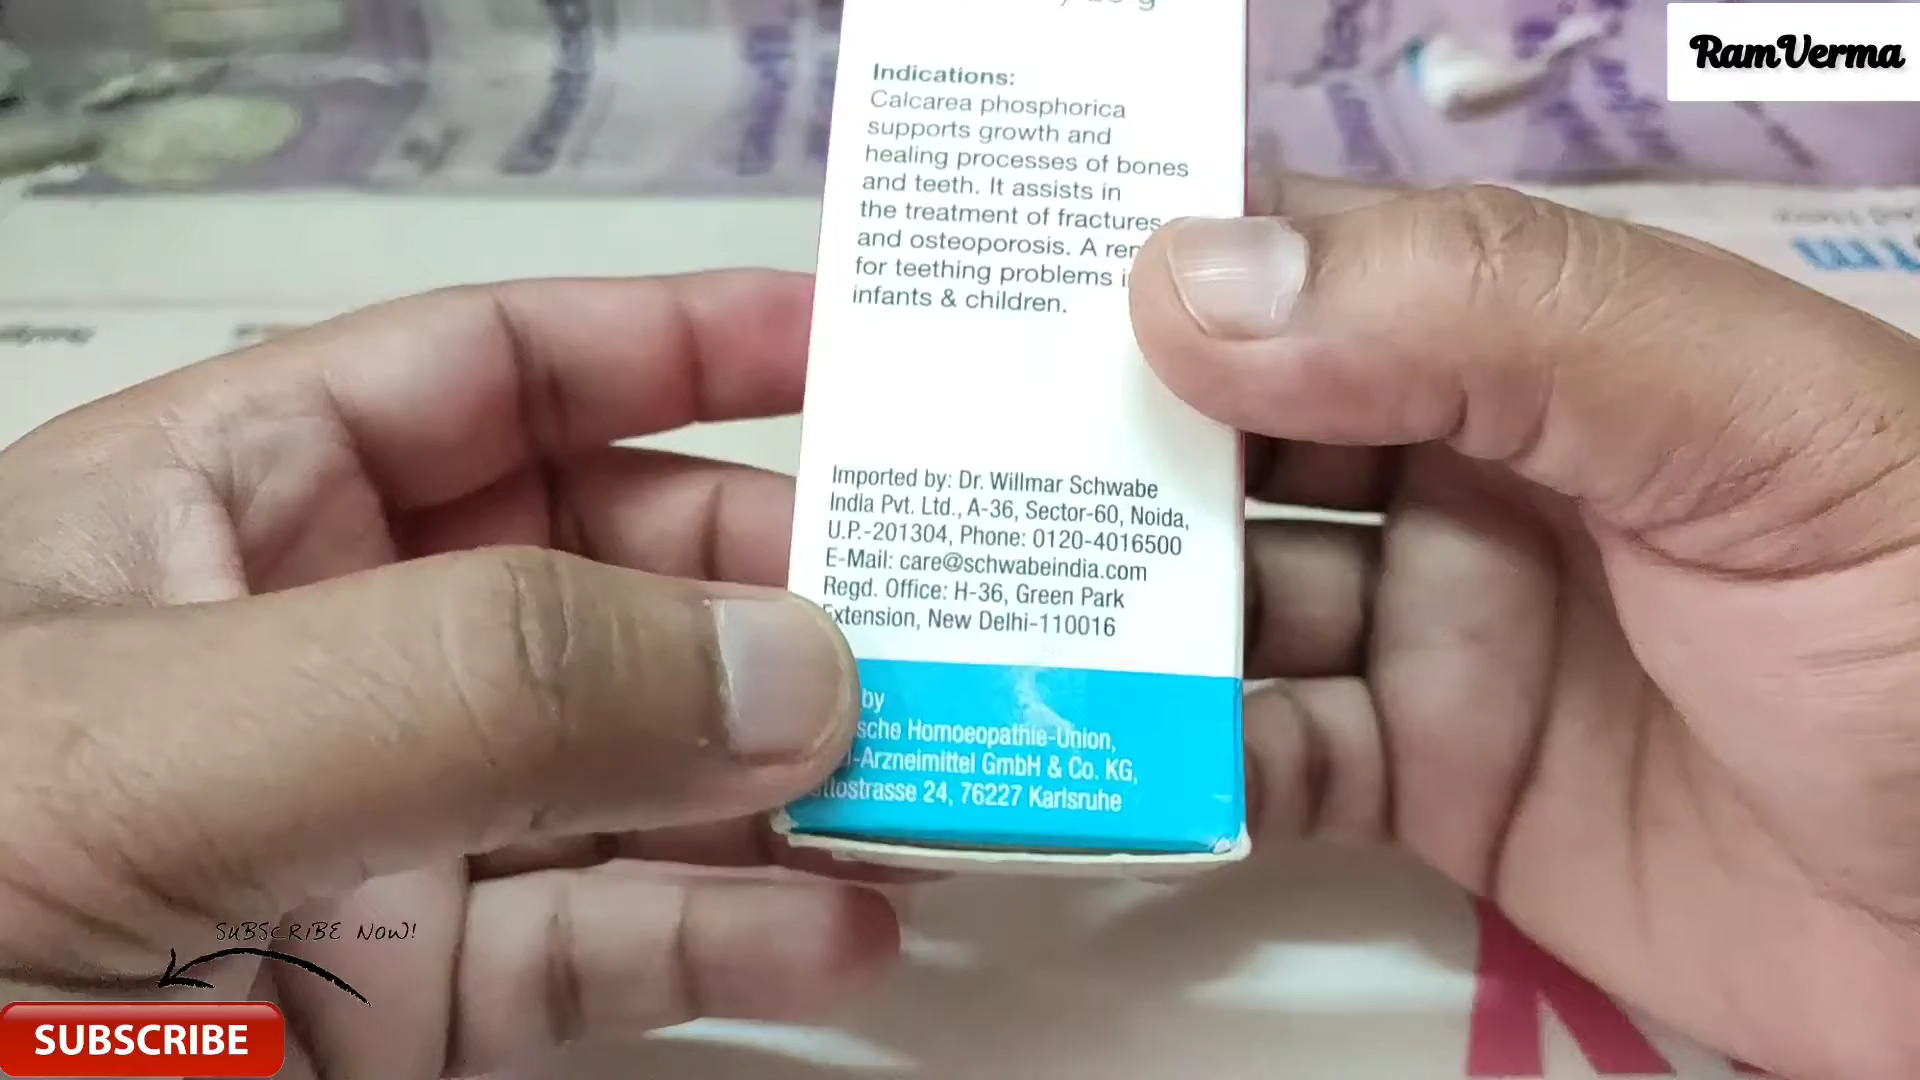 RamVerma
Indications:
Calcarea phosphorica
supports growth and
healing processes of bones
and teeth. It assists in
the treatment of fractures
and osteoporosis. A
for teething problems
infants & children.
Imported by: Dr. Willmar Schwabe
India Pvt. Ltd., A-36, Sector-60, Noida,
U.P.-201304, Phone: 0120-4016500
E-Mail: care@schwabeindia.com
Regd. Office: H-36, Green Park
Extension, New Delhi-110016
by
Homoeopathie-Union,
-Arzneimittel GmbH & Co. KG,
24, 76227 Karlsruhe
SUBSCRIBE NOW!
SUBSCRIBE